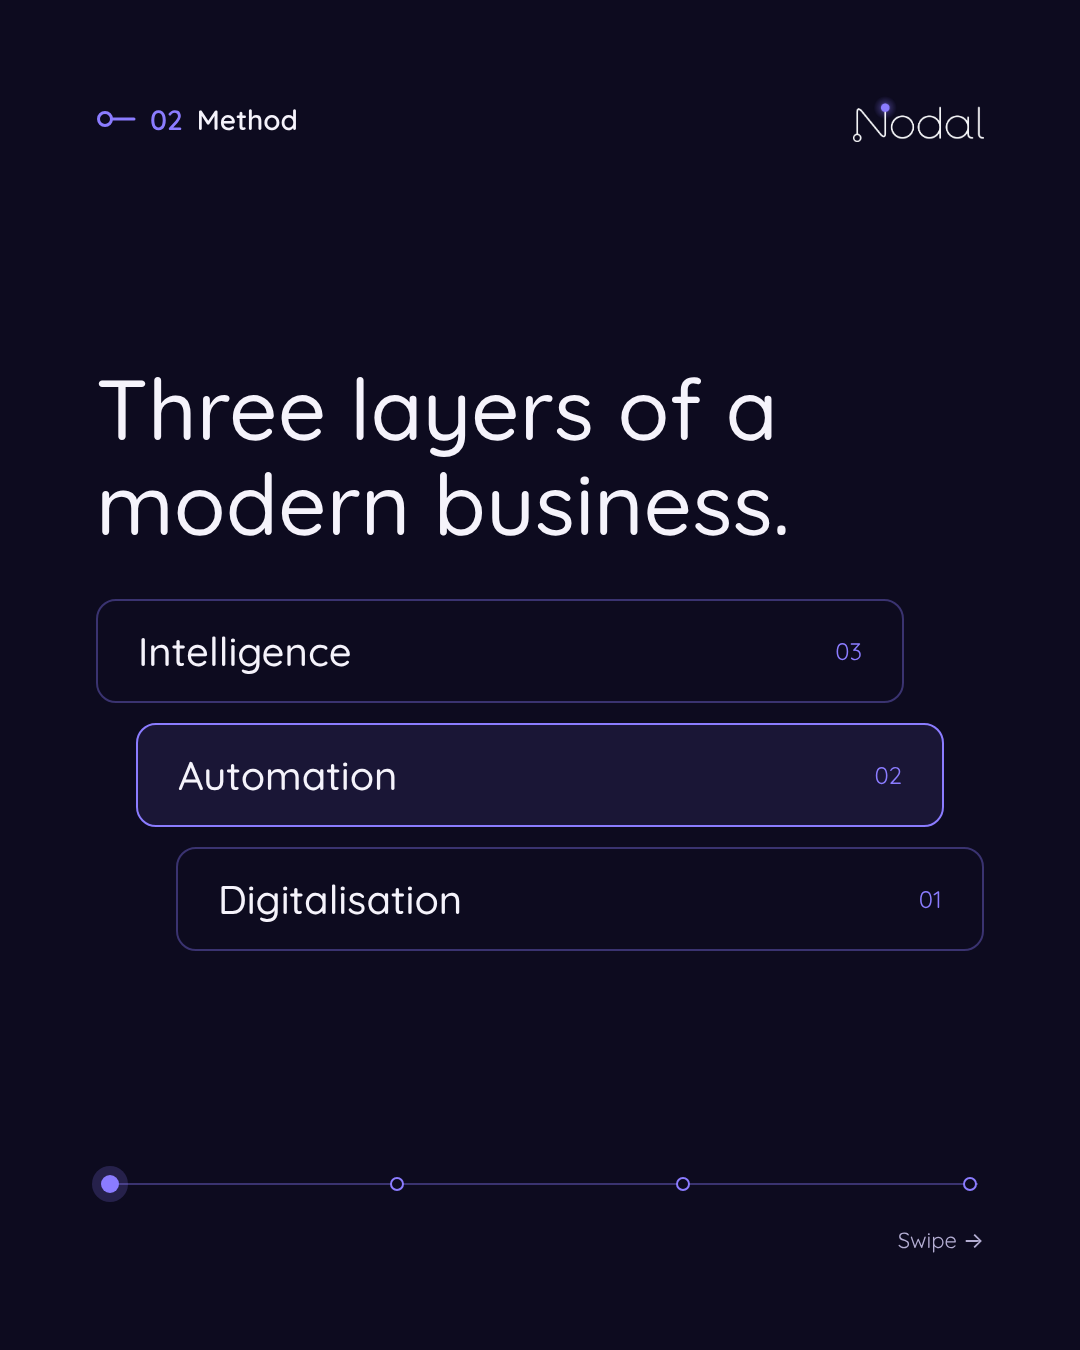 02 Method
Nodal
Three layers of a
modern business.
Intelligence 03
Automation 02
Digitalisation 01
Swipe →